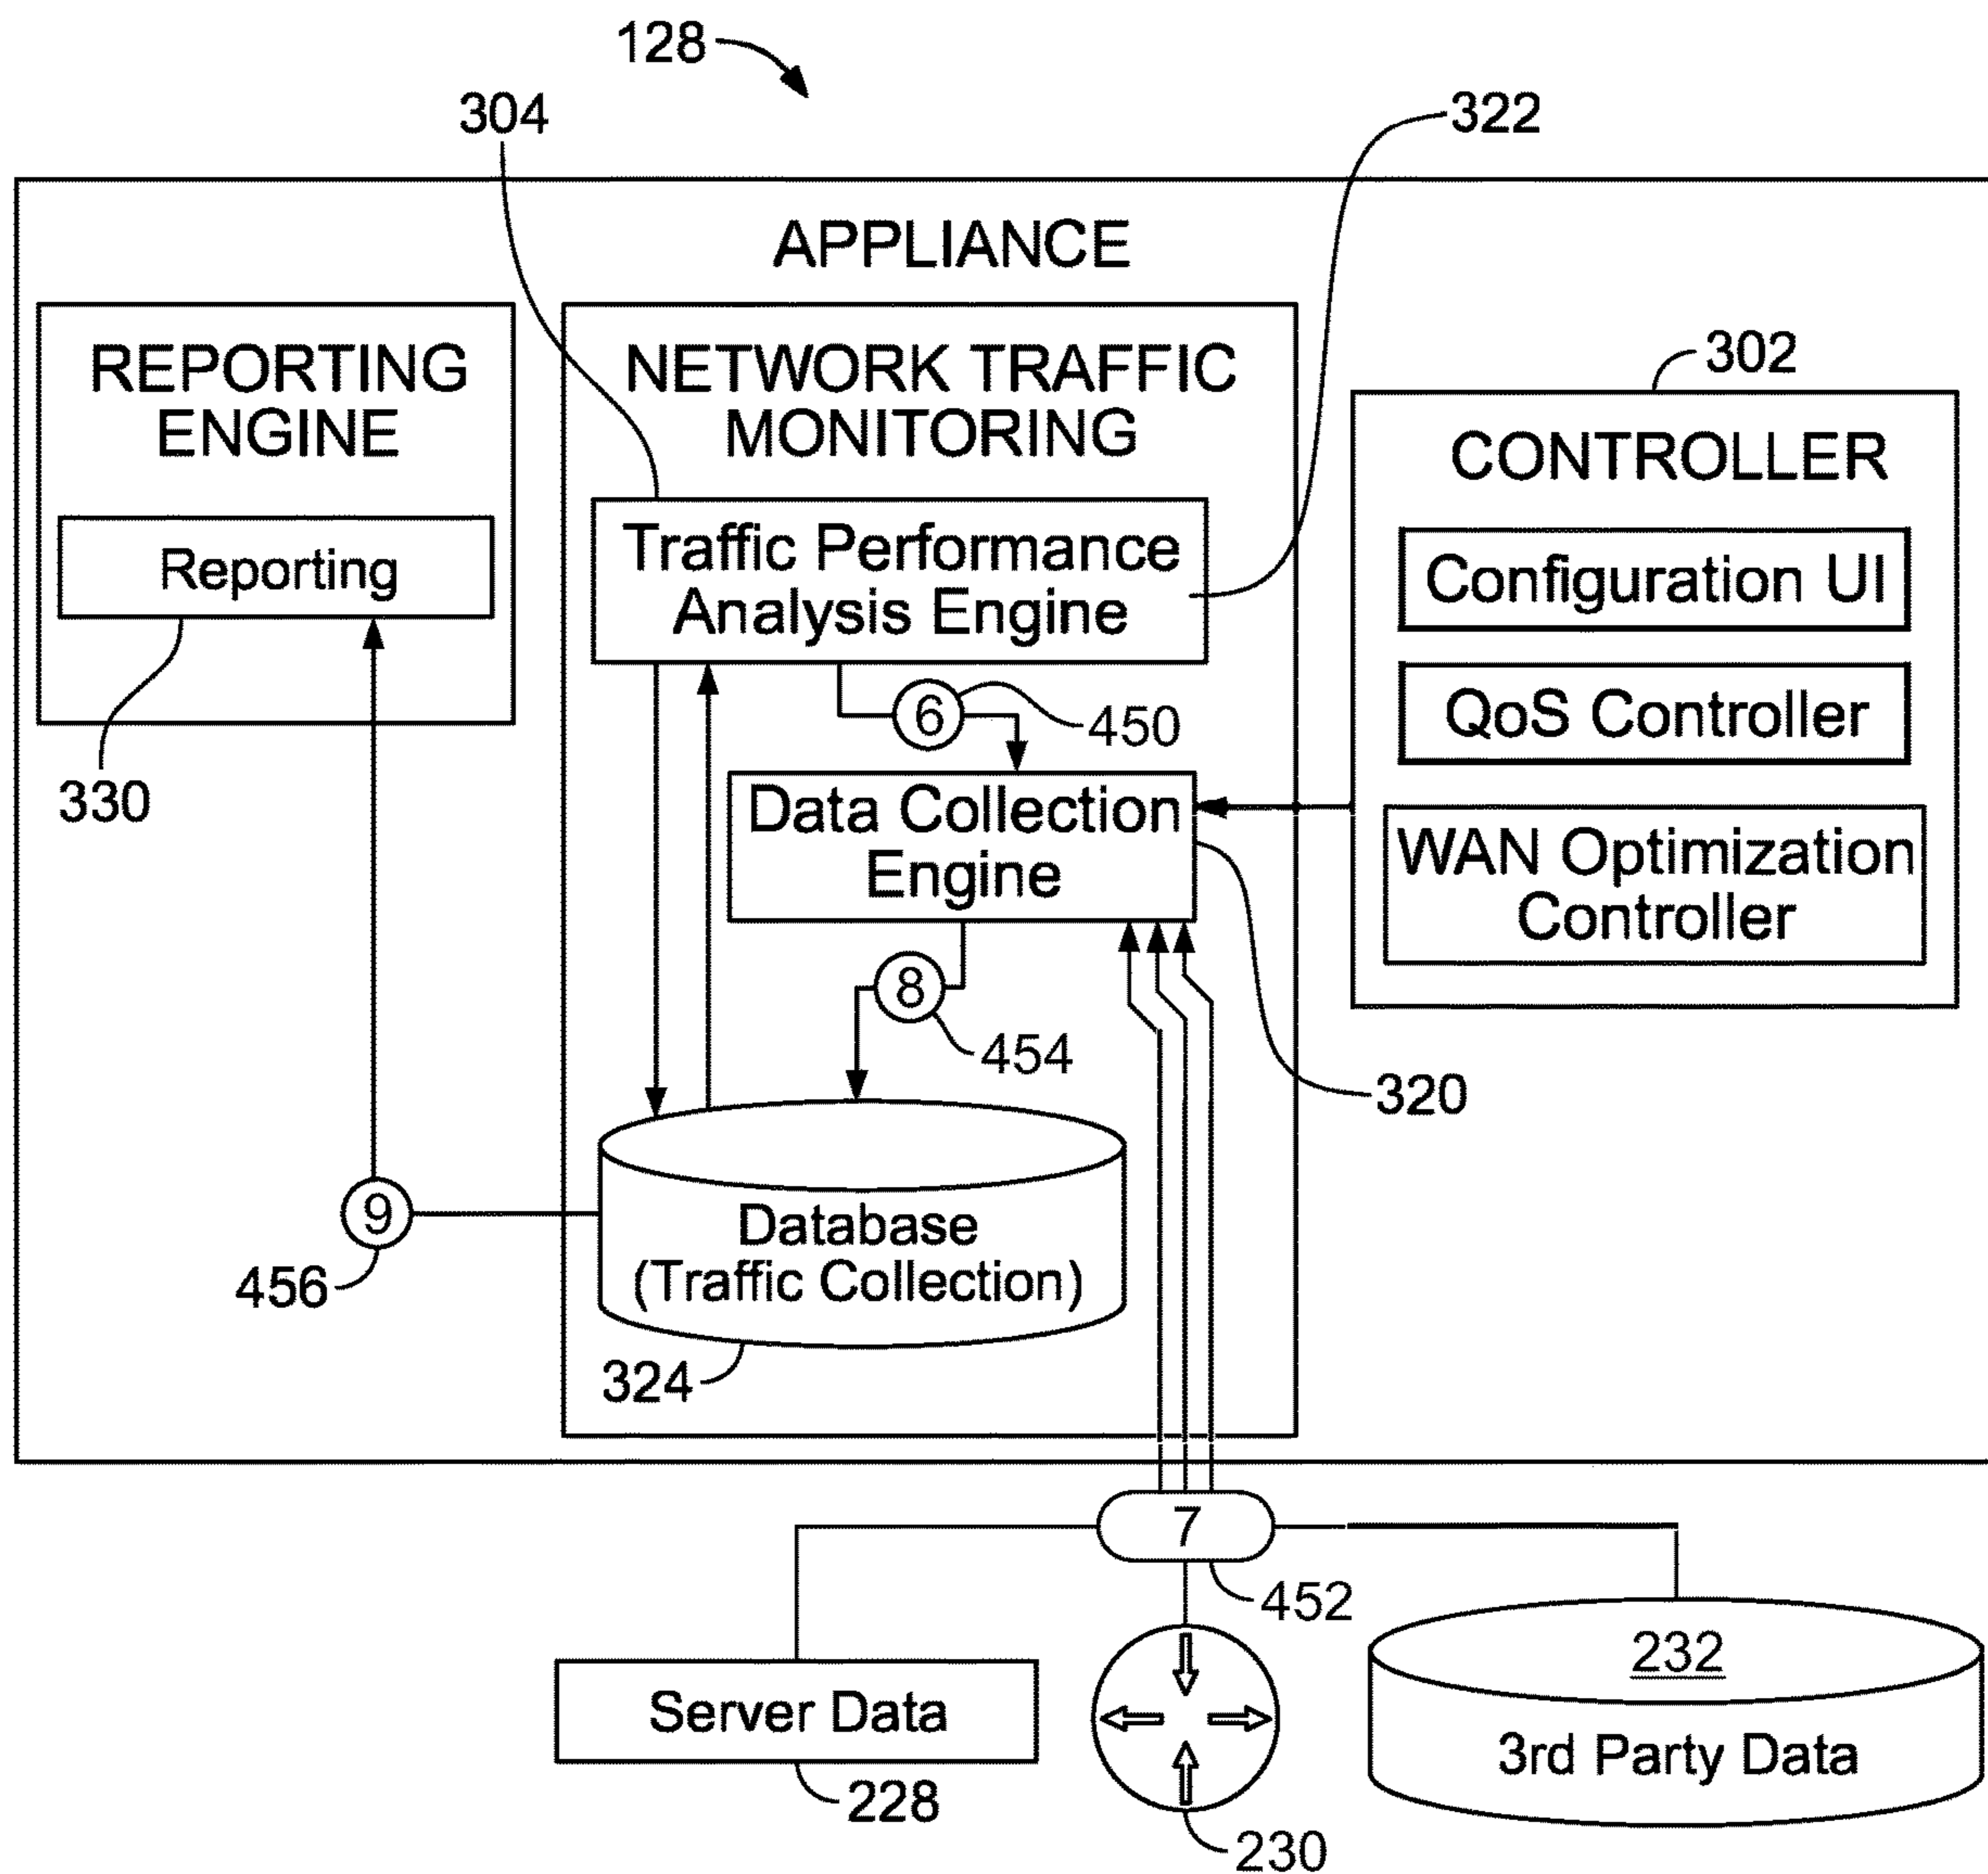 128
304
322
APPLIANCE
REPORTING
ENGINE
Reporting
330
NETWORK TRAFFIC
MONITORING
Traffic Performance
Analysis Engine
6
450
Data Collection
Engine
8
454
320
Database
(Traffic Collection)
324
9
456
302
CONTROLLER
Configuration UI
QoS Controller
WAN Optimization
Controller
7
452
Server Data
228
230
232
3rd Party Data